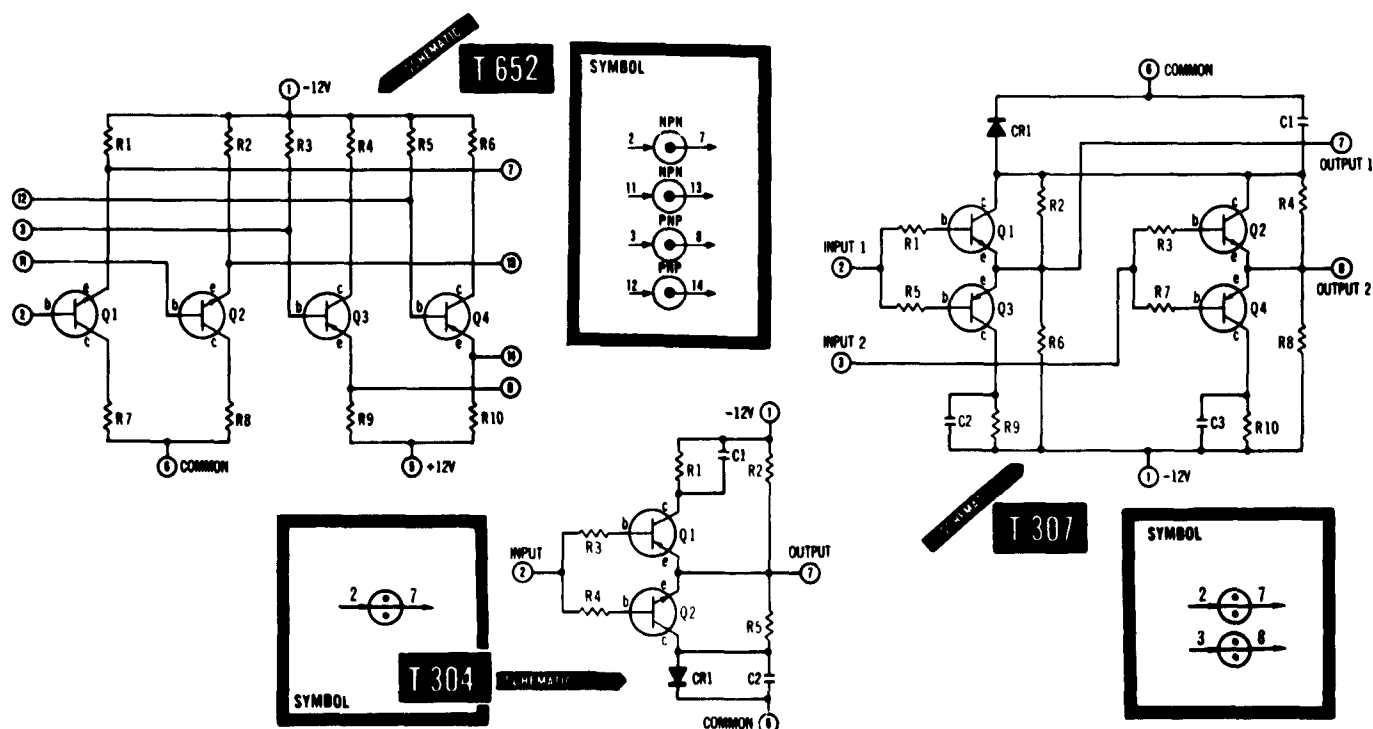 SCHEMATIC
T 652
① -12V
R1 R2 R3 R4 R5 R6
7
12
3
11
13
2
b e Q1 c
b e Q2 c
b c Q3 e
b c Q4 e
14
8
R7 R8 R9 R10
6 COMMON
9 +12V
SYMBOL
NPN
2 7
NPN
11 13
PNP
3 8
PNP
12 14
6 COMMON
CR1
C1
7
OUTPUT 1
c
b Q1
e
R2
c
b Q2
e
R4
R1
R3
INPUT 1
2
8
OUTPUT 2
R5
e
b Q3
c
R7
e
b Q4
c
INPUT 2
3
R6
R8
C2 R9
C3 R10
1 -12V
SCHEMATIC
T 307
SYMBOL
2 7
3 8
-12V 1
R1 C1 R2
c
b Q1
e
R3
INPUT
2
OUTPUT
7
R4
e
b Q2
c
R5
CR1
C2
COMMON 6
2 7
SYMBOL
T 304
SCHEMATIC